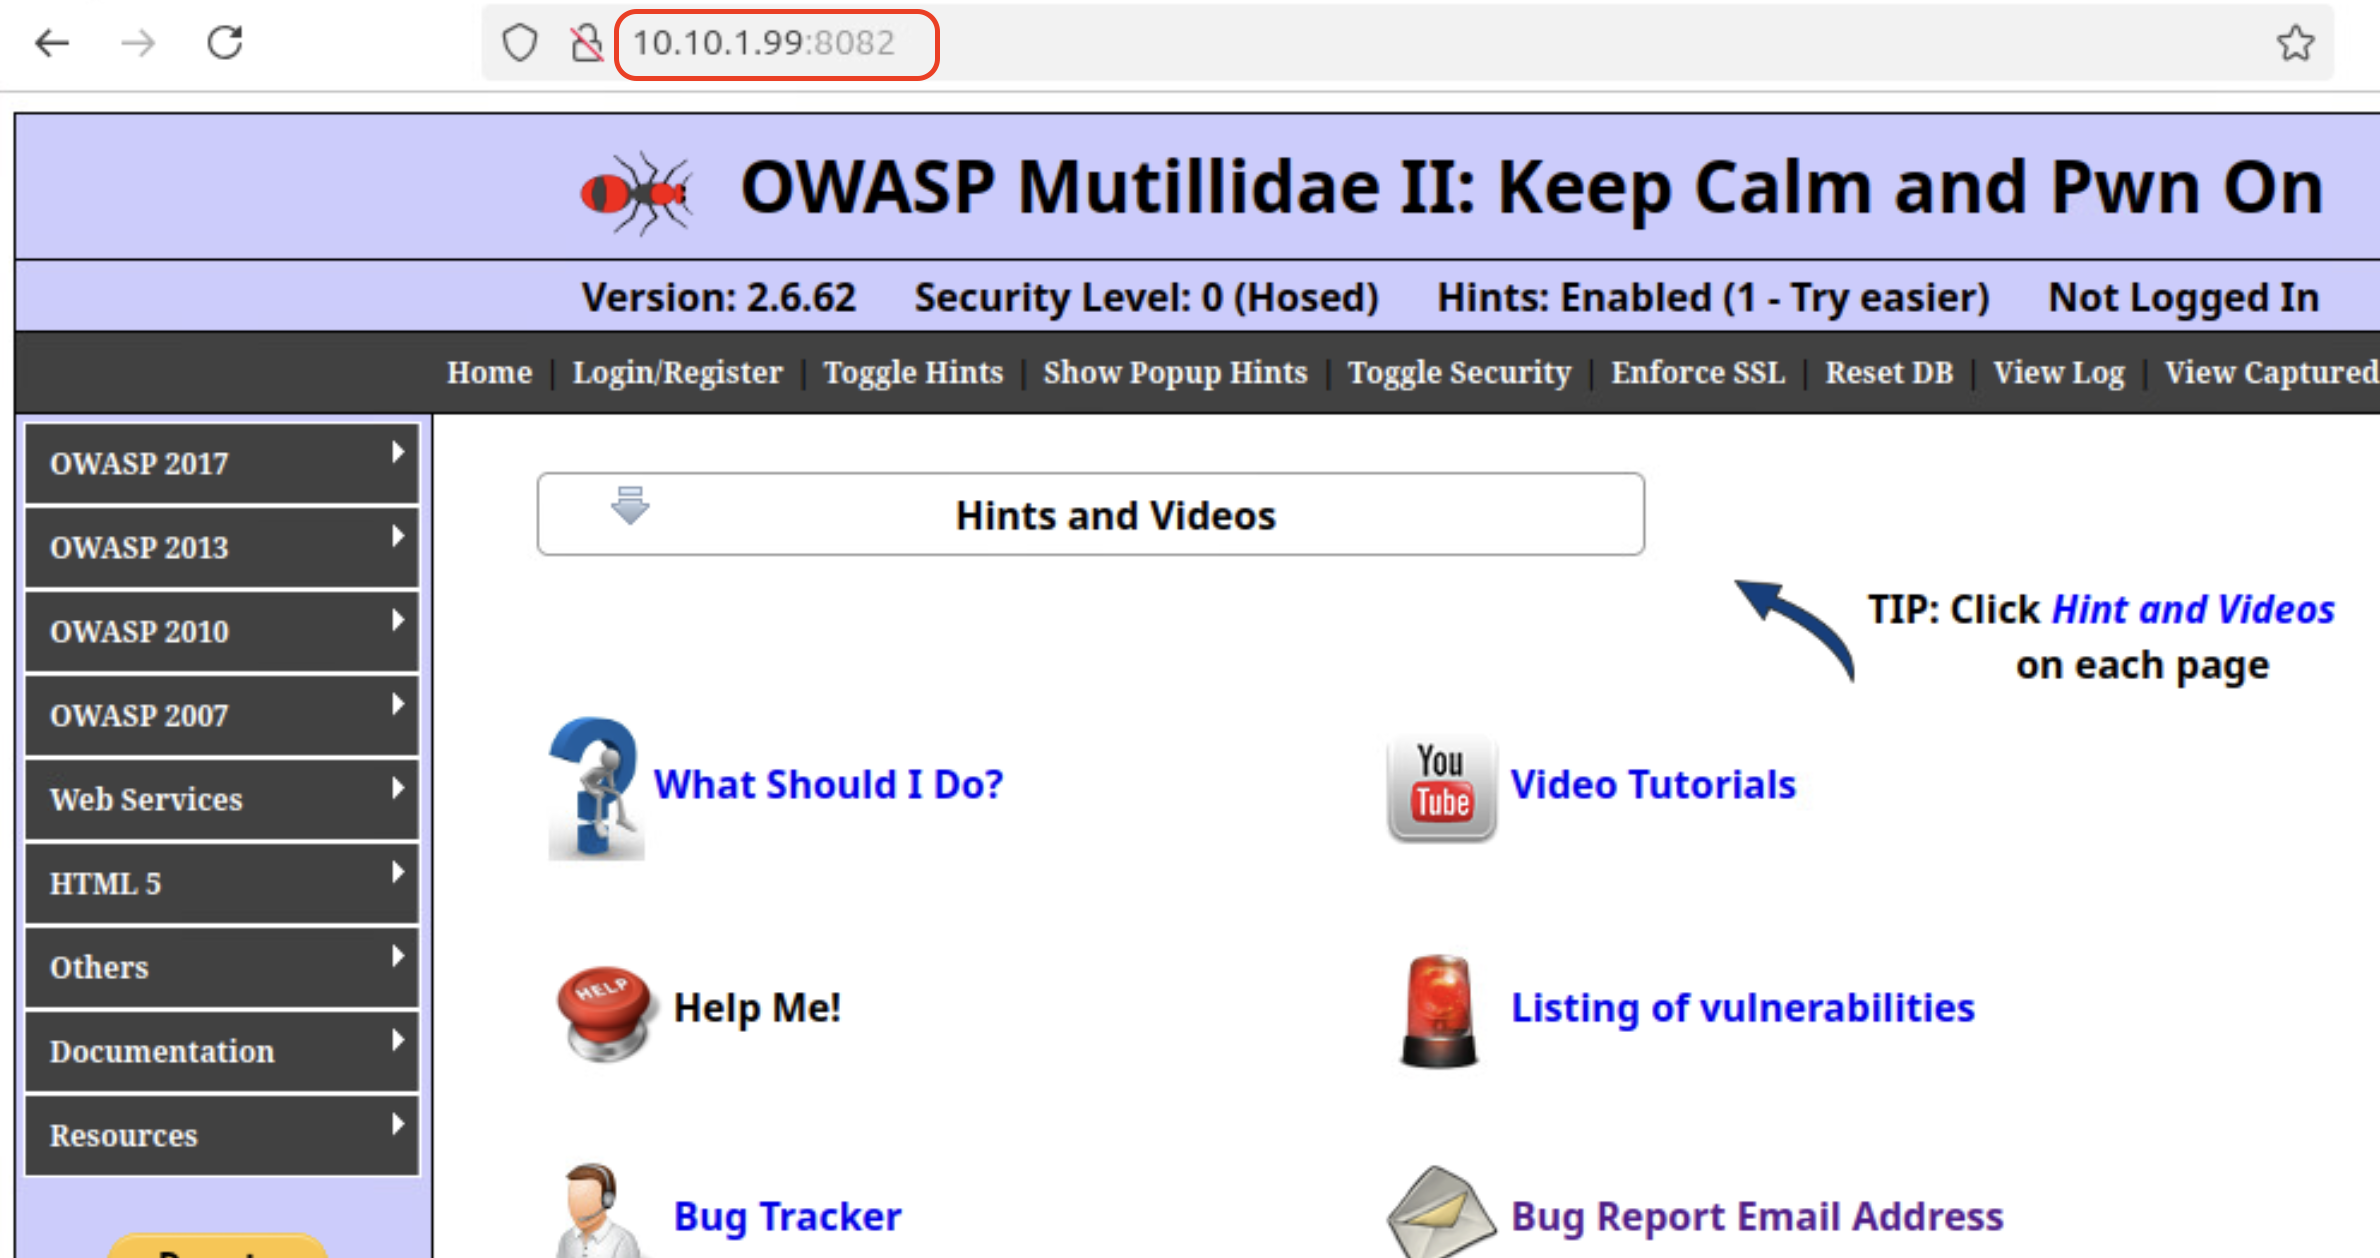 10.10.1.99:8082
OWASP Mutillidae II: Keep Calm and Pwn On
Version: 2.6.62 Security Level: 0 (Hosed) Hints: Enabled (1 - Try easier) Not Logged In
Home | Login/Register | Toggle Hints | Show Popup Hints | Toggle Security | Enforce SSL | Reset DB | View Log | View Captured
OWASP 2017
OWASP 2013
OWASP 2010
OWASP 2007
Web Services
HTML 5
Others
Documentation
Resources
Hints and Videos
TIP: Click Hint and Videos
on each page
What Should I Do?
You
Tube
Video Tutorials
HELP
Help Me!
Listing of vulnerabilities
Bug Tracker
Bug Report Email Address